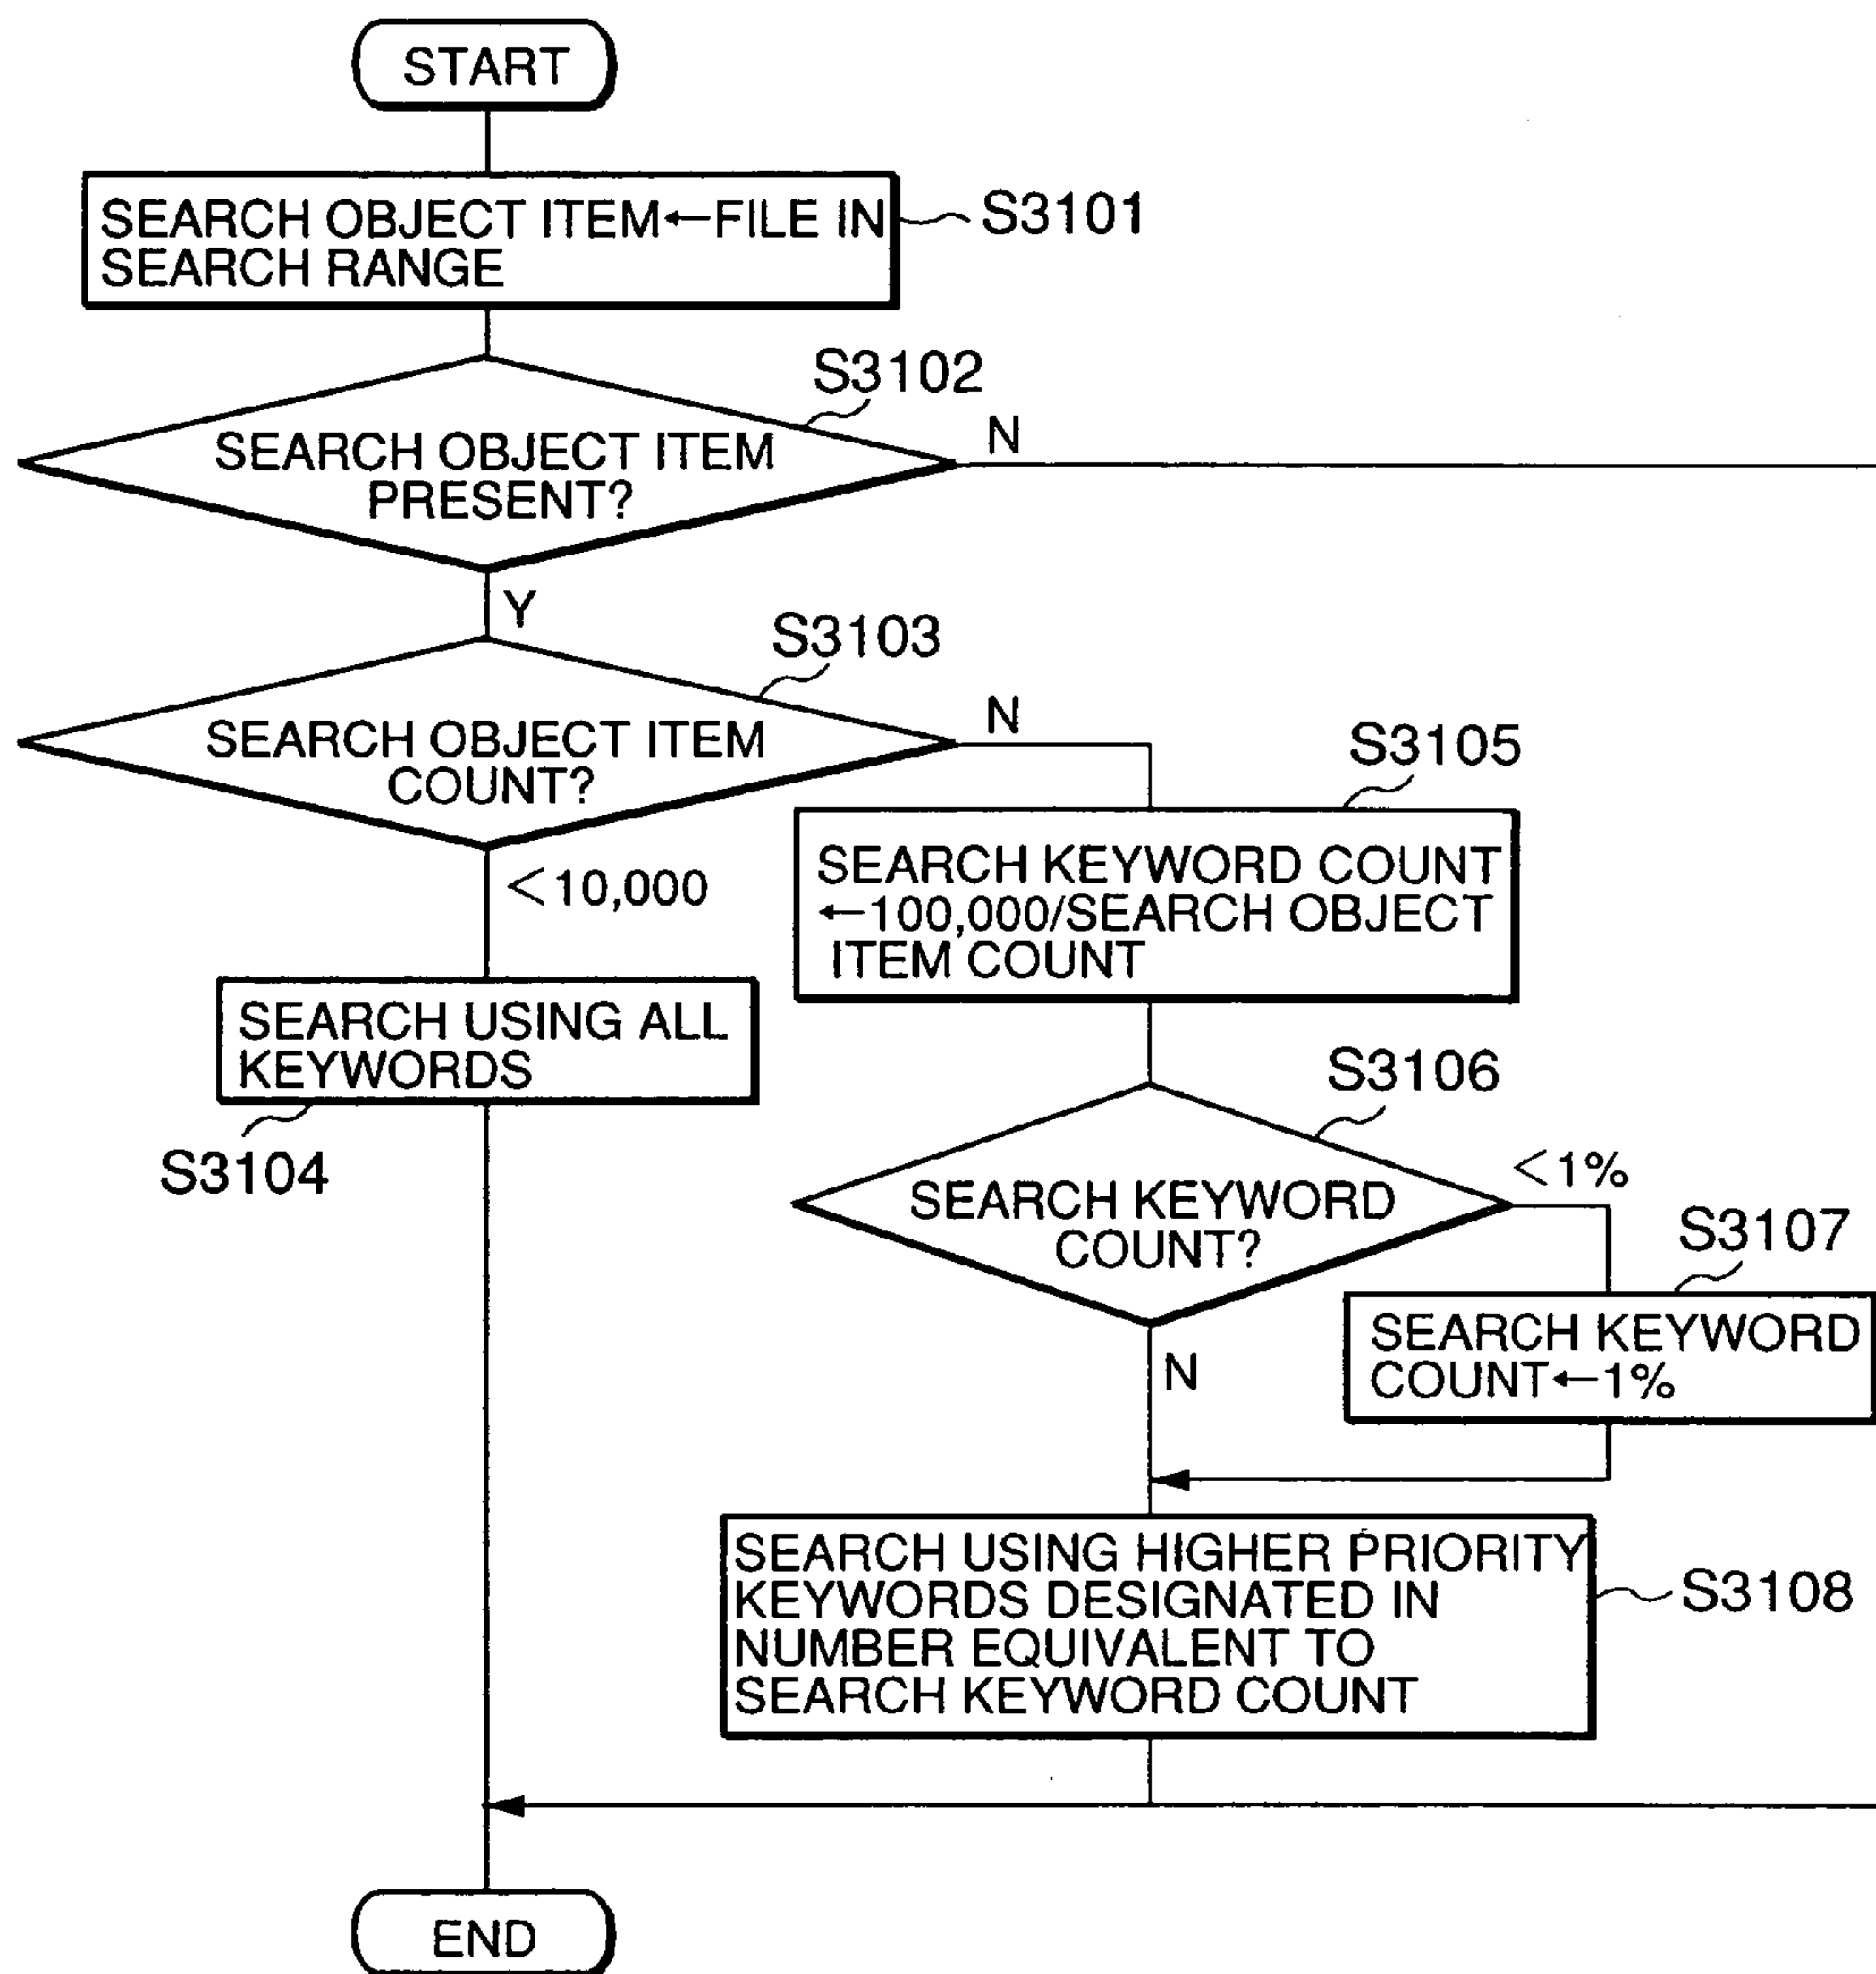 START
SEARCH OBJECT ITEM←FILE IN
SEARCH RANGE
S3101
S3102
SEARCH OBJECT ITEM
PRESENT?
N
Y
S3103
SEARCH OBJECT ITEM
COUNT?
N
<10,000
S3105
SEARCH KEYWORD COUNT
←100,000/SEARCH OBJECT
ITEM COUNT
SEARCH USING ALL
KEYWORDS
S3104
S3106
SEARCH KEYWORD
COUNT?
<1%
N
S3107
SEARCH KEYWORD
COUNT←1%
SEARCH USING HIGHER PRIORITY
KEYWORDS DESIGNATED IN
NUMBER EQUIVALENT TO
SEARCH KEYWORD COUNT
S3108
END